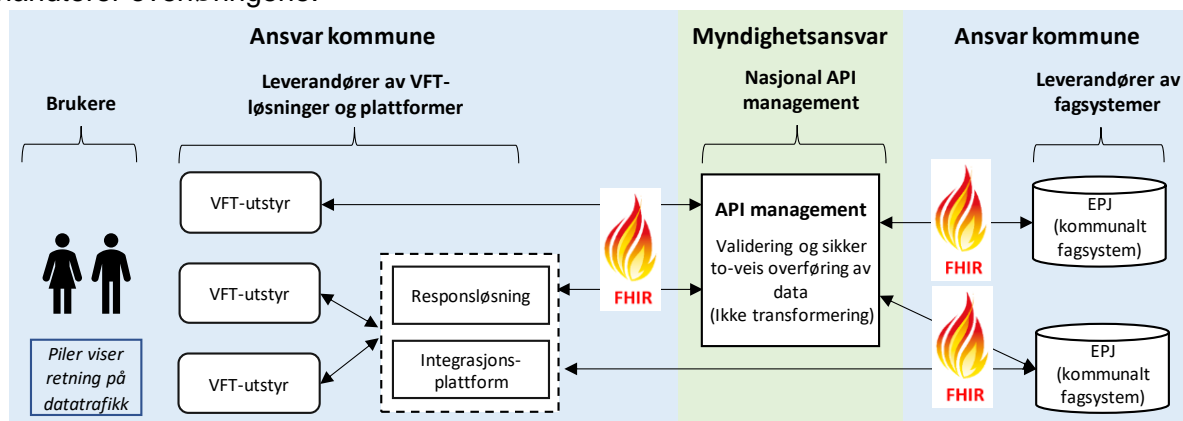 Ansvar kommune
Myndighetsansvar
Ansvar kommune
Brukere
Leverandører av VFT-
løsninger og plattformer
Nasjonal API
management
Leverandører av
fagsystemer
VFT-utstyr
VFT-utstyr
VFT-utstyr
Responsløsning
Integrasjons-
plattform
FHIR
API management
Validering og sikker
to-veis overføring av
data
(Ikke transformering)
FHIR
FHIR
EPJ
(kommunalt
fagsystem)
EPJ
(kommunalt
fagsystem)
Piler viser
retning på
datatrafikk